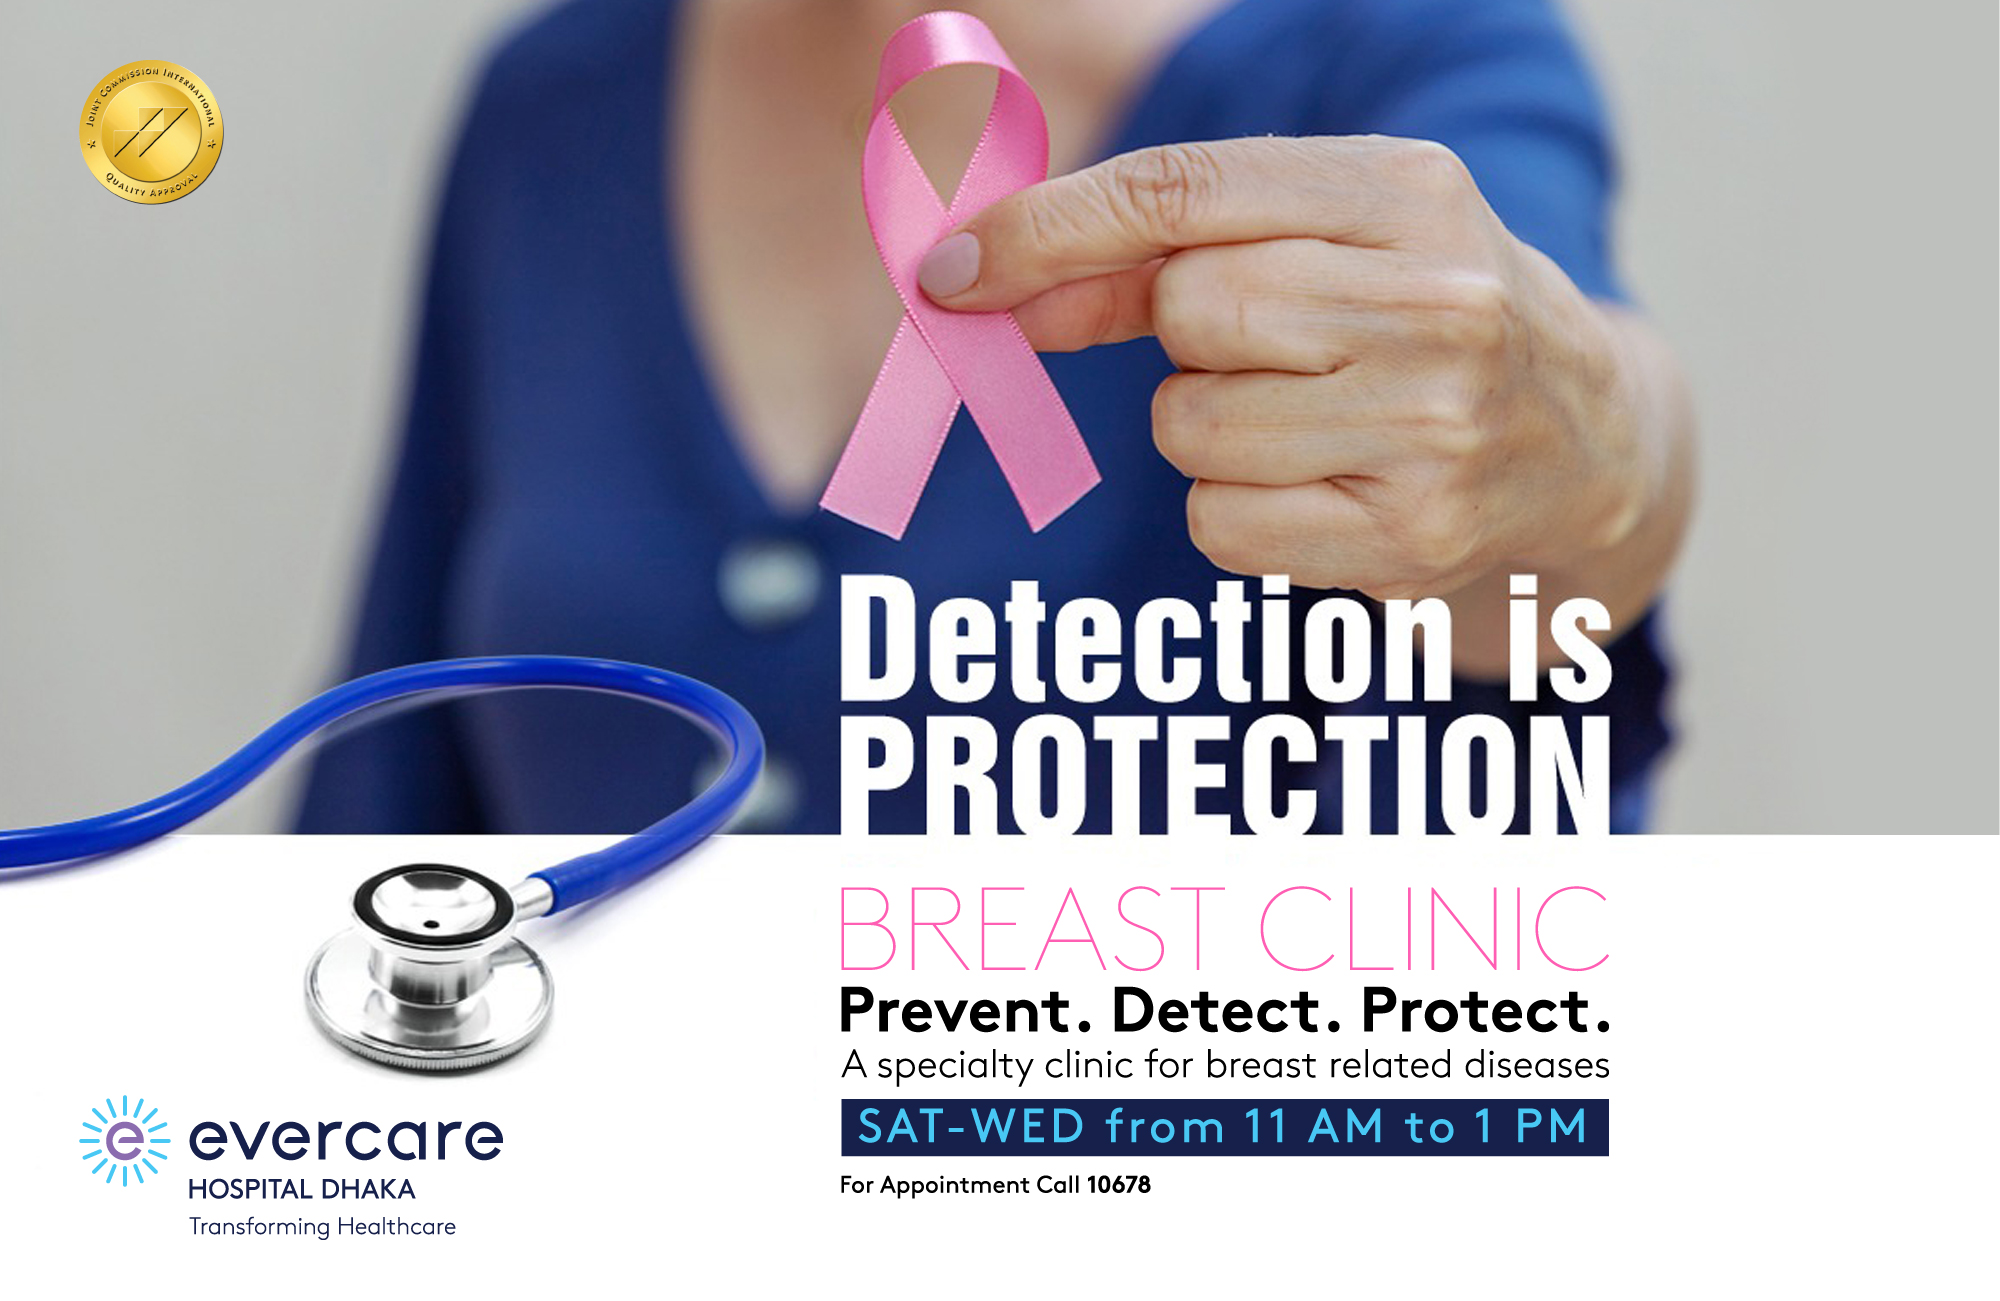 JOINT COMMISSION INTERNATIONAL
QUALITY APPROVAL
Detection is
PROTECTION
BREAST CLINIC
Prevent. Detect. Protect.
A specialty clinic for breast related diseases
SAT-WED from 11 AM to 1 PM
For Appointment Call 10678
e evercare
HOSPITAL DHAKA
Transforming Healthcare